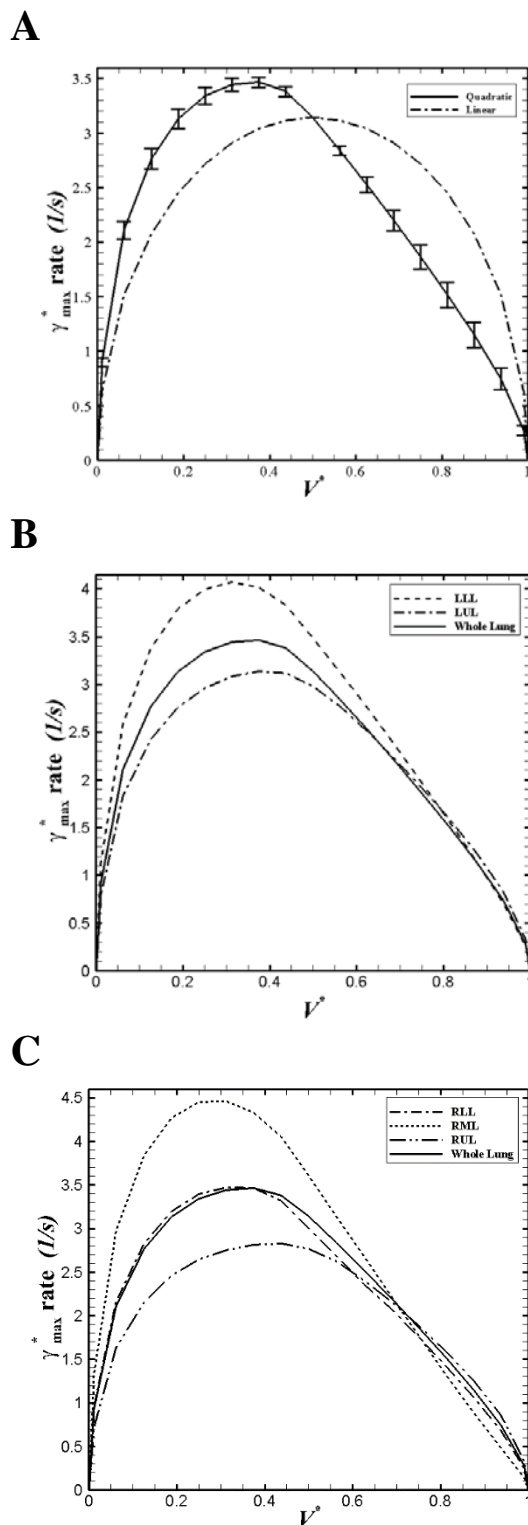 A
3.5
3
2.5
2
1.5
1
0.5
0
γ*max rate (1/s)
Quadratic
Linear
0 0.2 0.4 0.6 0.8 1
V*
B
4
3.5
3
2.5
2
1.5
1
0.5
0
γ*max rate (1/s)
LLL
LUL
Whole Lung
0 0.2 0.4 0.6 0.8 1
V*
C
4.5
4
3.5
3
2.5
2
1.5
1
0.5
0
γ*max rate (1/s)
RLL
RML
RUL
Whole Lung
0 0.2 0.4 0.6 0.8 1
V*